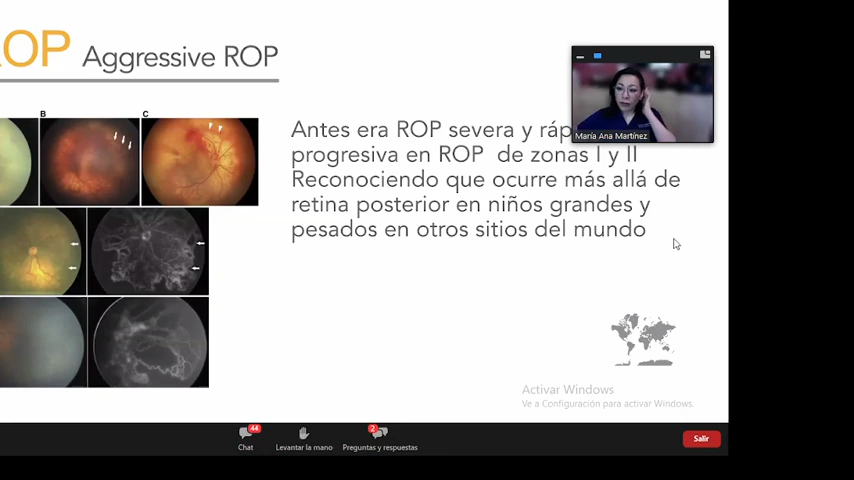 OP Aggressive ROP
B
C
María Ana Martínez
Antes era ROP severa y ráp
progresiva en ROP de zonas I y II
Reconociendo que ocurre más allá de
retina posterior en niños grandes y
pesados en otros sitios del mundo
Activar Windows
Ve a Configuración para activar Windows.
44
2
Chat
Levantar la mano
Preguntas y respuestas
Salir